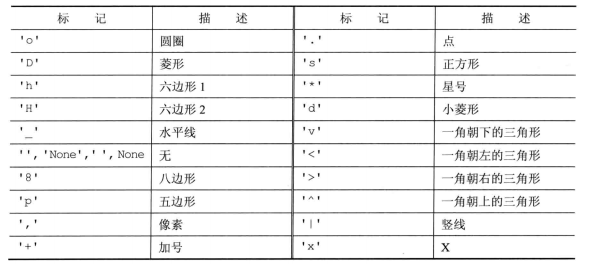 标 记 描 述 标 记 描 述
'o' 圆圈 '.' 点
'D' 菱形 's' 正方形
'h' 六边形 1 '*' 星号
'H' 六边形 2 'd' 小菱形
'_' 水平线 'v' 一角朝下的三角形
'','None',' ',None 无 '<' 一角朝左的三角形
'8' 八边形 '>' 一角朝右的三角形
'p' 五边形 '^' 一角朝上的三角形
',' 像素 '|' 竖线
'+' 加号 'x' X